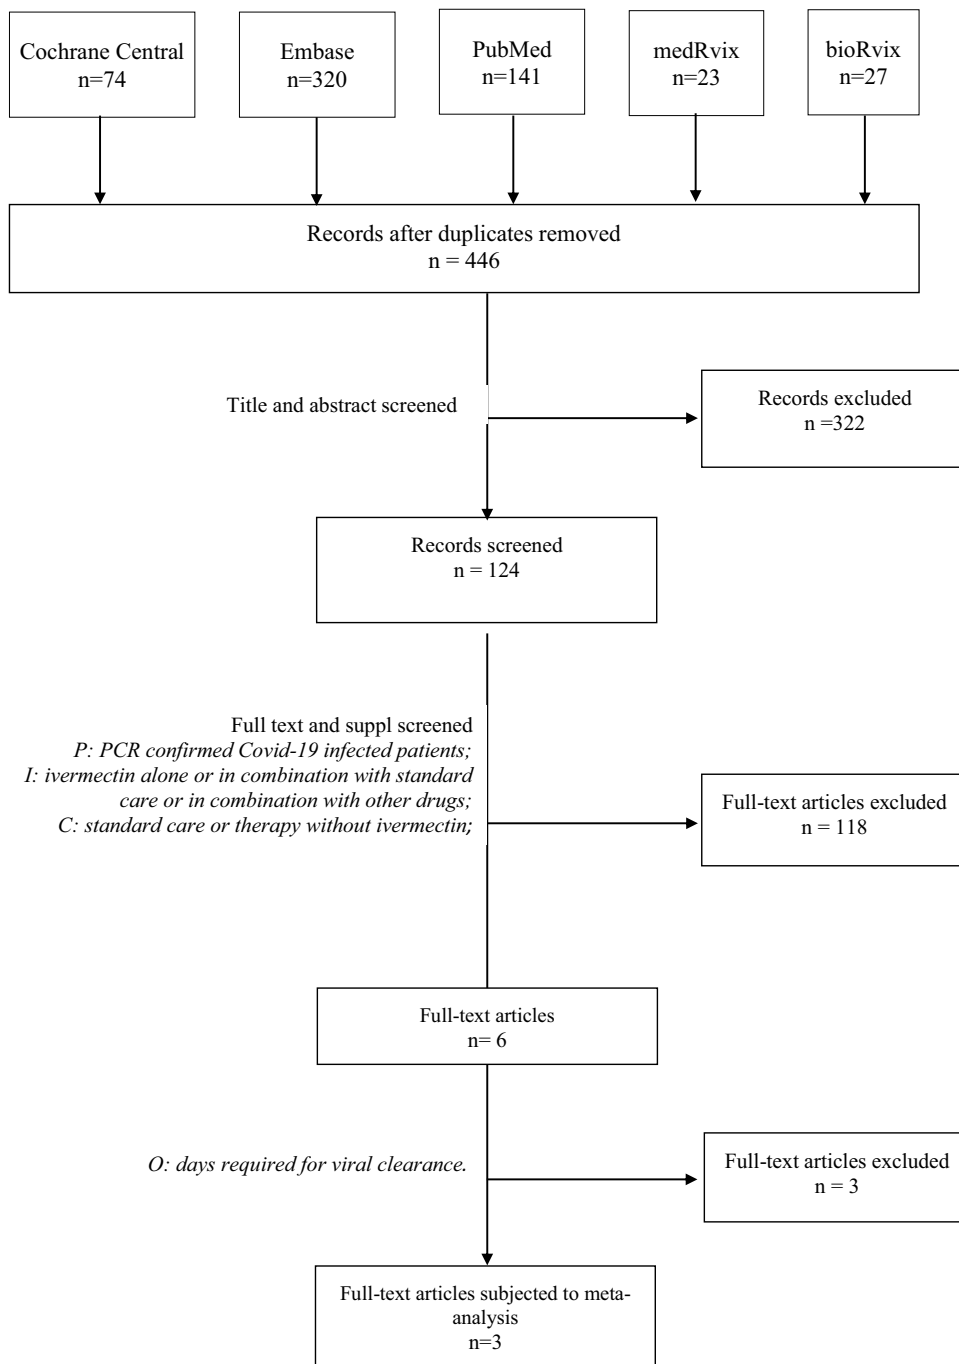 Cochrane Central
n=74
Embase
n=320
PubMed
n=141
medRvix
n=23
bioRvix
n=27
Records after duplicates removed
n = 446
Title and abstract screened
Records excluded
n =322
Records screened
n = 124
Full text and suppl screened
P: PCR confirmed Covid-19 infected patients;
I: ivermectin alone or in combination with standard
care or in combination with other drugs;
C: standard care or therapy without ivermectin;
Full-text articles excluded
n = 118
Full-text articles
n= 6
O: days required for viral clearance.
Full-text articles excluded
n = 3
Full-text articles subjected to meta-
analysis
n=3